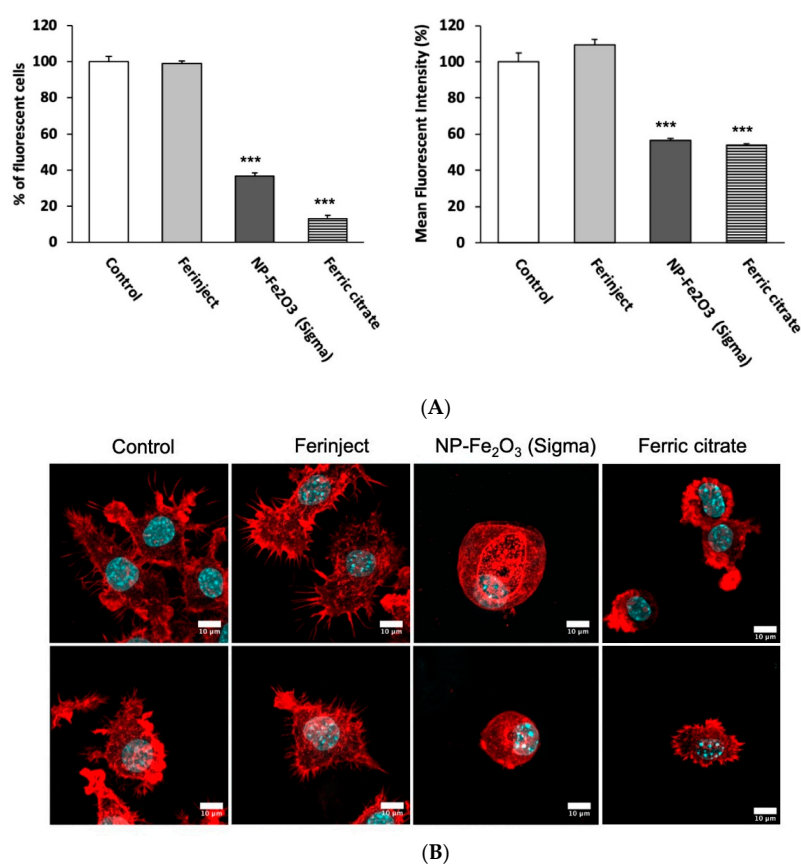 % of fluorescent cells
120
100
80
60
40
20
0
***
***
Control
Ferinject
NP-Fe2O3 (Sigma)
Ferric citrate
Mean Fluorescent Intensity (%)
120
100
80
60
40
20
0
***
***
Control
Ferinject
NP-Fe2O3 (Sigma)
Ferric citrate
(A)
Control
Ferinject
NP-Fe₂O₃ (Sigma)
Ferric citrate
10 µm
10 µm
10 µm
10 µm
10 µm
10 µm
10 µm
10 µm
(B)